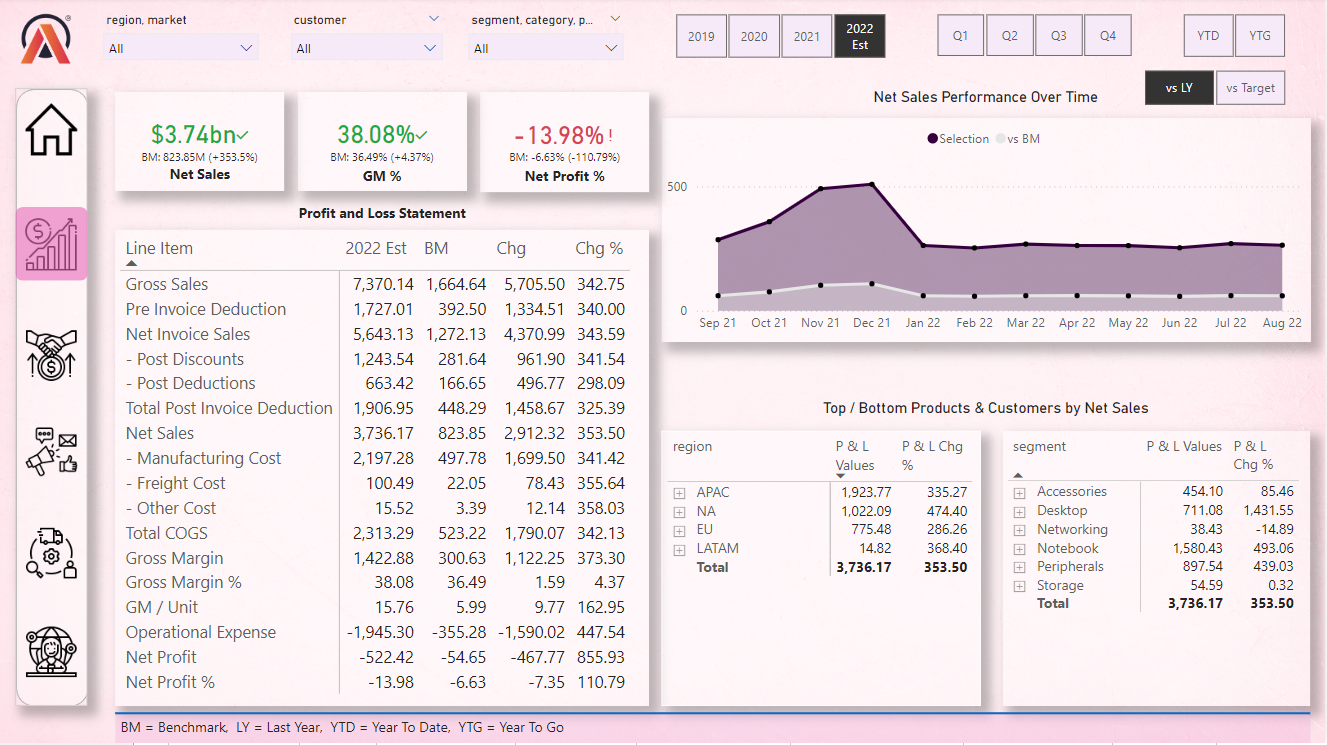 region, market
customer
segment, category, p...
All
All
All
2019
2020
2021
2022
Est
Q1
Q2
Q3
Q4
YTD
YTG
vs LY
vs Target
$3.74bn
BM: 823.85M (+353.5%)
Net Sales
38.08%
BM: 36.49% (+4.37%)
GM %
-13.98%!
BM: -6.63% (-110.79%)
Net Profit %
Net Sales Performance Over Time
Selection vs BM
500
0
Sep 21 Oct 21 Nov 21 Dec 21 Jan 22 Feb 22 Mar 22 Apr 22 May 22 Jun 22 Jul 22 Aug 22
Profit and Loss Statement
Line Item 2022 Est BM Chg Chg %
Gross Sales 7,370.14 1,664.64 5,705.50 342.75
Pre Invoice Deduction 1,727.01 392.50 1,334.51 340.00
Net Invoice Sales 5,643.13 1,272.13 4,370.99 343.59
- Post Discounts 1,243.54 281.64 961.90 341.54
- Post Deductions 663.42 166.65 496.77 298.09
Total Post Invoice Deduction 1,906.95 448.29 1,458.67 325.39
Net Sales 3,736.17 823.85 2,912.32 353.50
- Manufacturing Cost 2,197.28 497.78 1,699.50 341.42
- Freight Cost 100.49 22.05 78.43 355.64
- Other Cost 15.52 3.39 12.14 358.03
Total COGS 2,313.29 523.22 1,790.07 342.13
Gross Margin 1,422.88 300.63 1,122.25 373.30
Gross Margin % 38.08 36.49 1.59 4.37
GM / Unit 15.76 5.99 9.77 162.95
Operational Expense -1,945.30 -355.28 -1,590.02 447.54
Net Profit -522.42 -54.65 -467.77 855.93
Net Profit % -13.98 -6.63 -7.35 110.79
Top / Bottom Products & Customers by Net Sales
region P & L Values P & L Chg %
APAC 1,923.77 335.27
NA 1,022.09 474.40
EU 775.48 286.26
LATAM 14.82 368.40
Total 3,736.17 353.50
segment P & L Values P & L Chg %
Accessories 454.10 85.46
Desktop 711.08 1,431.55
Networking 38.43 -14.89
Notebook 1,580.43 493.06
Peripherals 897.54 439.03
Storage 54.59 0.32
Total 3,736.17 353.50
BM = Benchmark, LY = Last Year, YTD = Year To Date, YTG = Year To Go